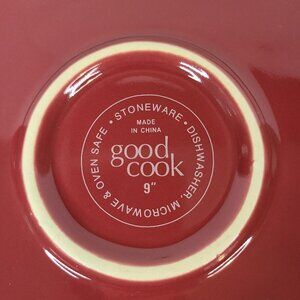 • STONEWARE •
DISHWASHER, MICROWAVE & OVEN SAFE
MADE
IN CHINA
good
cook
9"